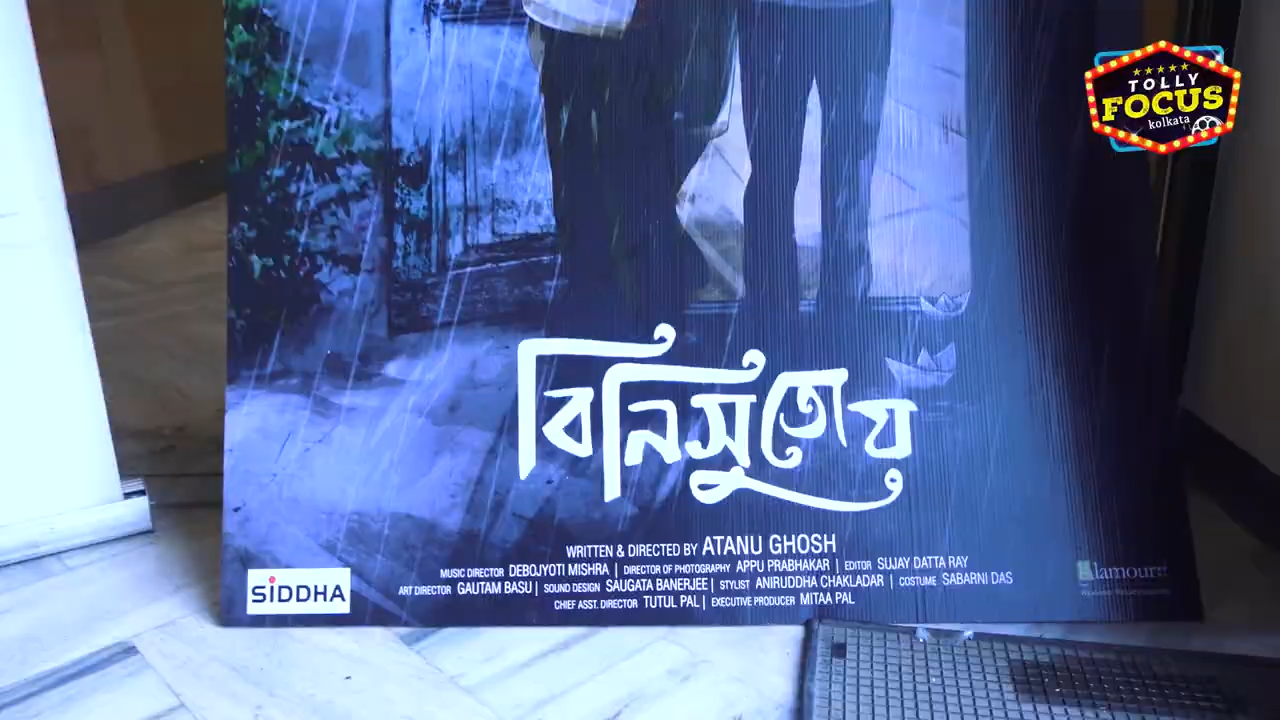 TOLLY
FOCUS
kolkata
বিনিসুতোয়
WRITTEN & DIRECTED BY ATANU GHOSH
MUSIC DIRECTOR DEBOJYOTI MISHRA | DIRECTOR OF PHOTOGRAPHY APPU PRABHAKAR | EDITOR SUJAY DATTA RAY
ART DIRECTOR GAUTAM BASU | SOUND DESIGN SAUGATA BANERJEE | STYLIST ANIRUDDHA CHAKLADAR | COSTUME SABARNI DAS
CHIEF ASST. DIRECTOR TUTUL PAL | EXECUTIVE PRODUCER MITAA PAL
SIDDHA